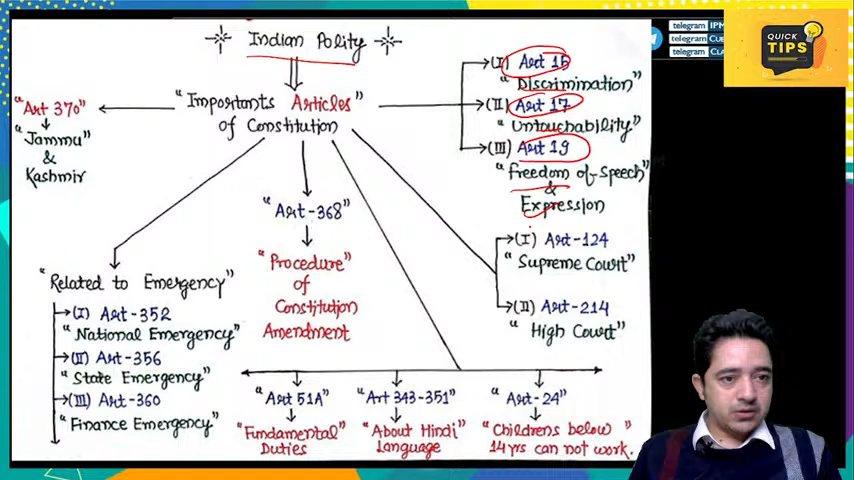 Indian Polity
"Importants Articles"
of Constitution
"Art 370"
"Jammu"
&
Kashmir
(I) Art 15
"Discrimination"
(II) Art 17
"Untouchability"
(III) Art 19
"Freedom of Speech"
&
Expression
(I) Art-124
"Supreme Court"
(II) Art-214
"High Court"
"Art-368"
"Procedure"
of
Constitution
Amendment
"Related to Emergency"
(I) Art-352
"National Emergency"
(II) Art-356
"State Emergency"
(III) Art-360
"Finance Emergency"
"Art 51A"
"Fundamental
Duties"
"Art 343-351"
"About Hindi"
Language
"Art-24"
"Childrens below"
14yrs can not work.
telegram
telegram
telegram
QUICK
TIPS